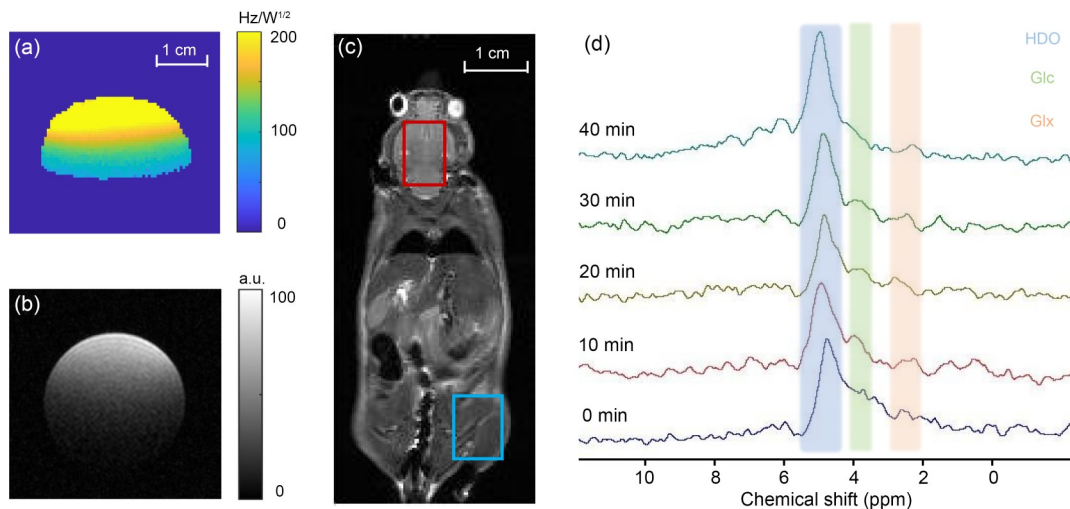 (a)
Hz/W1/2
200
1 cm
100
0
(b)
a.u.
100
0
(c)
1 cm
(d)
HDO
Glc
Glx
40 min
30 min
20 min
10 min
0 min
10 8 6 4 2 0
Chemical shift (ppm)